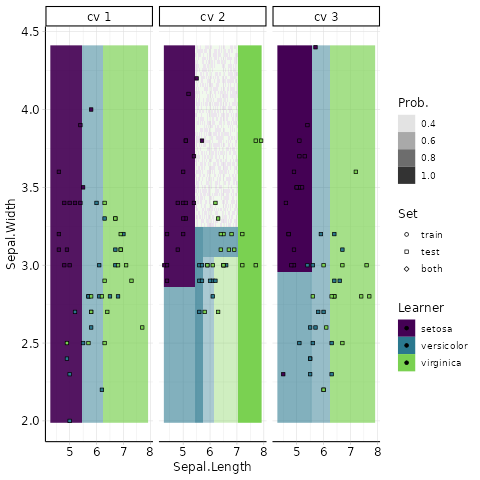 cv 1 cv 2 cv 3
4.5
4.0
3.5
3.0
2.5
2.0
Sepal.Width
5 6 7 8 5 6 7 8 5 6 7 8
Sepal.Length
Prob.
0.4
0.6
0.8
1.0
Set
train
test
both
Learner
setosa
versicolor
virginica